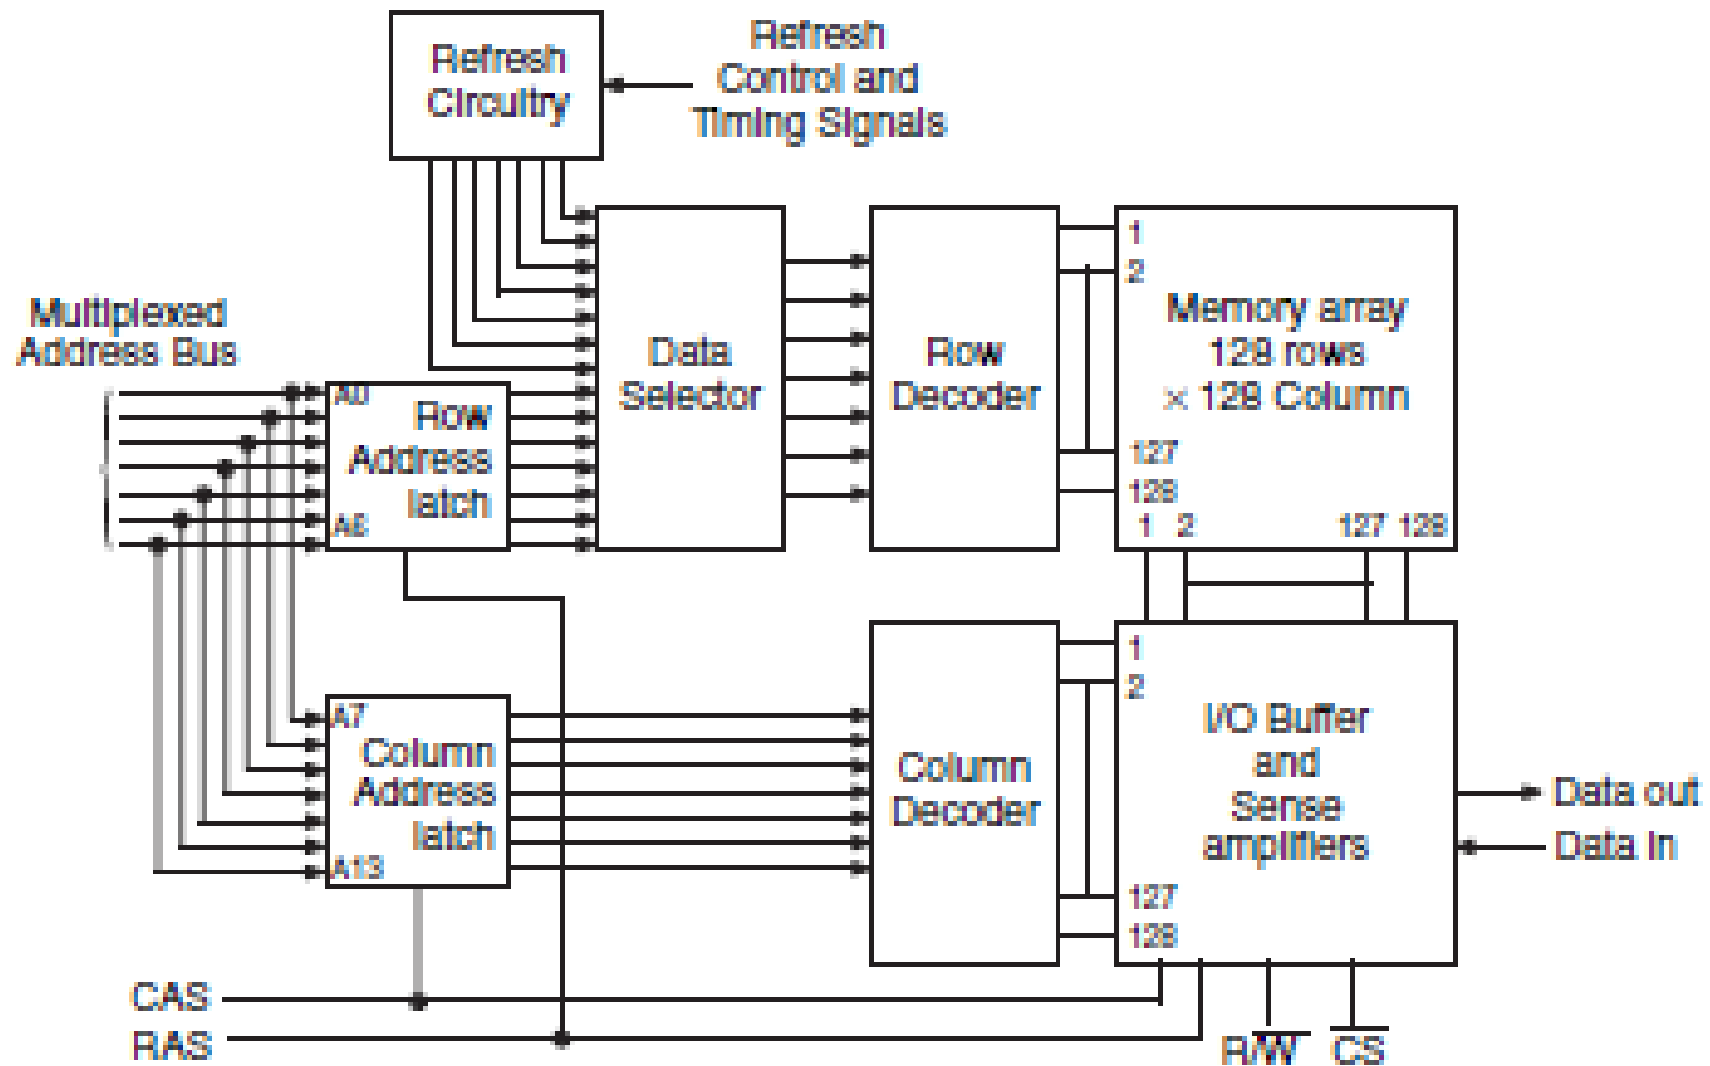 Refresh
Circuitry
Refresh
Control and
Timing Signals
Multiplexed
Address Bus
A0
Row
Address
latch
A6
Data
Selector
Row
Decoder
1
2
Memory array
128 rows
× 128 Column
127
128
1 2 127 128
A7
Column
Address
latch
A13
Column
Decoder
1
2
I/O Buffer
and
Sense
amplifiers
127
128
Data out
Data in
CAS
RAS
R/W̅
C̅S̅